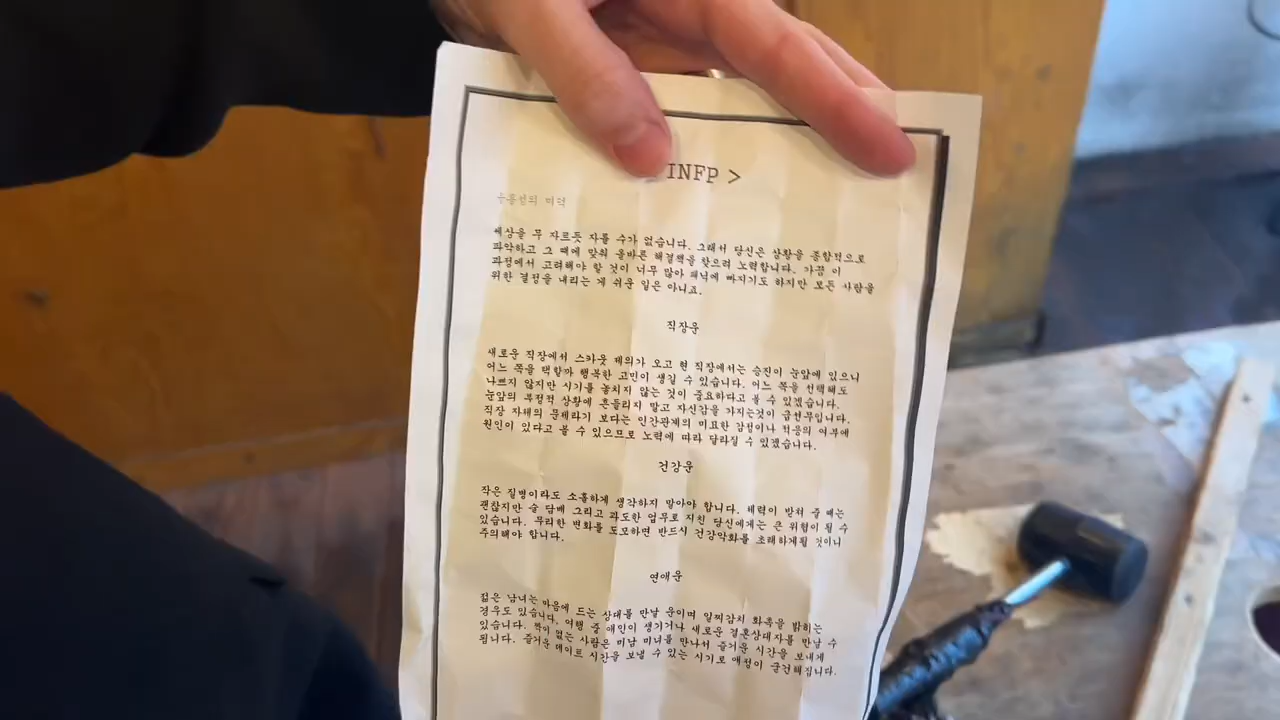 INFP >
미덕
세상을 무 자르듯 자를 수가 없습니다. 그래서 당신은 상황을 종합적으로
파악하고 그 때에 맞춰 올바른 해결책을 찾으려 노력합니다. 가끔 이
과정에서 고려해야 할 것이 너무 많아 패닉에 빠지기도 하지만 모든 사람을
위한 결정을 내리는 게 쉬운 일은 아니죠.
직장운
새로운 직장에서 스카웃 제의가 오고 현 직장에서는 승진이 눈앞에 있으니
어느 쪽을 택할까 행복한 고민이 생길 수 있습니다. 어느 쪽을 선택해도
나쁘지 않지만 시기를 놓치지 않는 것이 중요하다고 볼 수 있겠습니다.
눈앞의 부정적 상황에 흔들리지 말고 자신감을 가지는것이 급선무입니다.
직장 자체의 문제라기 보다는 인간관계의 미묘한 감정이나 적응의 여부에
원인이 있다고 볼 수 있으므로 노력에 따라 달라질 수 있겠습니다.
건강운
작은 질병이라도 소홀하게 생각하지 말아야 합니다. 체력이 받쳐 줄 때는
괜찮지만 술 담배 그리고 과도한 업무로 지친 당신에게는 큰 위협이 될 수
있습니다. 무리한 변화를 도모하면 반드시 건강악화를 초래하게될 것이니
주의해야 합니다.
연애운
젊은 남녀는 마음에 드는 상대를 만날 운이며 일찌감치 화촉을 밝히는
경우도 있습니다. 여행 중 애인이 생기거나 새로운 결혼상대자를 만날 수
있습니다. 짝이 없는 사람은 미남 미녀를 만나서 즐거운 시간을 보내게
됩니다. 즐거운 데이트 시간을 보낼 수 있는 시기로 애정이 굳건해집니다.